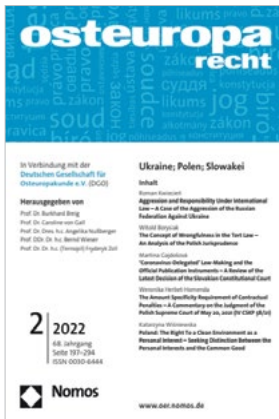 osteuropa
recht
In Verbindung mit der
Deutschen Gesellschaft für
Osteuropakunde e.V. (DGO)
Herausgegeben von
Prof. Dr. Burkhard Breig
Prof. Dr. Caroline von Gall
Prof. Dr. Dres. h.c. Angelika Nußberger
Prof. DDr. Dr. h.c. Bernd Wieser
Prof. Dr. Dr. h.c. (Ternopil) Fryderyk Zoll
2 | 2022
68. Jahrgang
Seite 197–294
ISSN 0030-6444
Nomos
Ukraine; Polen; Slowakei
Inhalt
Roman Kwiecień
Aggression and Responsibility Under International
Law – A Case of the Aggression of the Russian
Federation Against Ukraine
Witold Borysiak
The Concept of Wrongfulness in the Tort Law –
An Analysis of the Polish Jurisprudence
Martina Gajdošová
'Coronavirus-Delegated' Law-Making and the
Official Publication Instruments – A Review of the
Latest Decision of the Slovakian Constitutional Court
Weronika Herbet-Homenda
The Amount Specificity Requirement of Contractual
Penalties – A Commentary on the Judgment of the
Polish Supreme Court of May 20, 2021 (IV CSKP 58/21)
Katarzyna Wiśniewska
Poland: The Right To a Clean Environment as a
Personal Interest – Seeking Distinction Between the
Personal Interests and the Common Good
www.oer.nomos.de